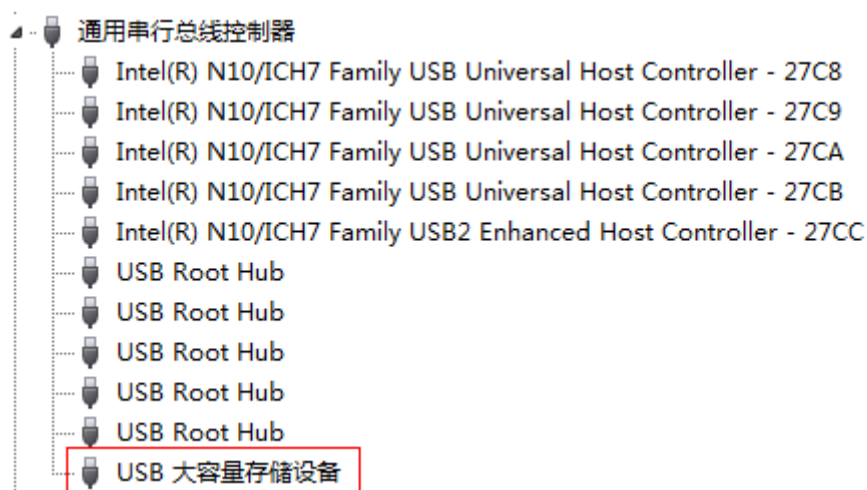 通用串行总线控制器
Intel(R) N10/ICH7 Family USB Universal Host Controller - 27C8
Intel(R) N10/ICH7 Family USB Universal Host Controller - 27C9
Intel(R) N10/ICH7 Family USB Universal Host Controller - 27CA
Intel(R) N10/ICH7 Family USB Universal Host Controller - 27CB
Intel(R) N10/ICH7 Family USB2 Enhanced Host Controller - 27CC
USB Root Hub
USB Root Hub
USB Root Hub
USB Root Hub
USB Root Hub
USB 大容量存储设备